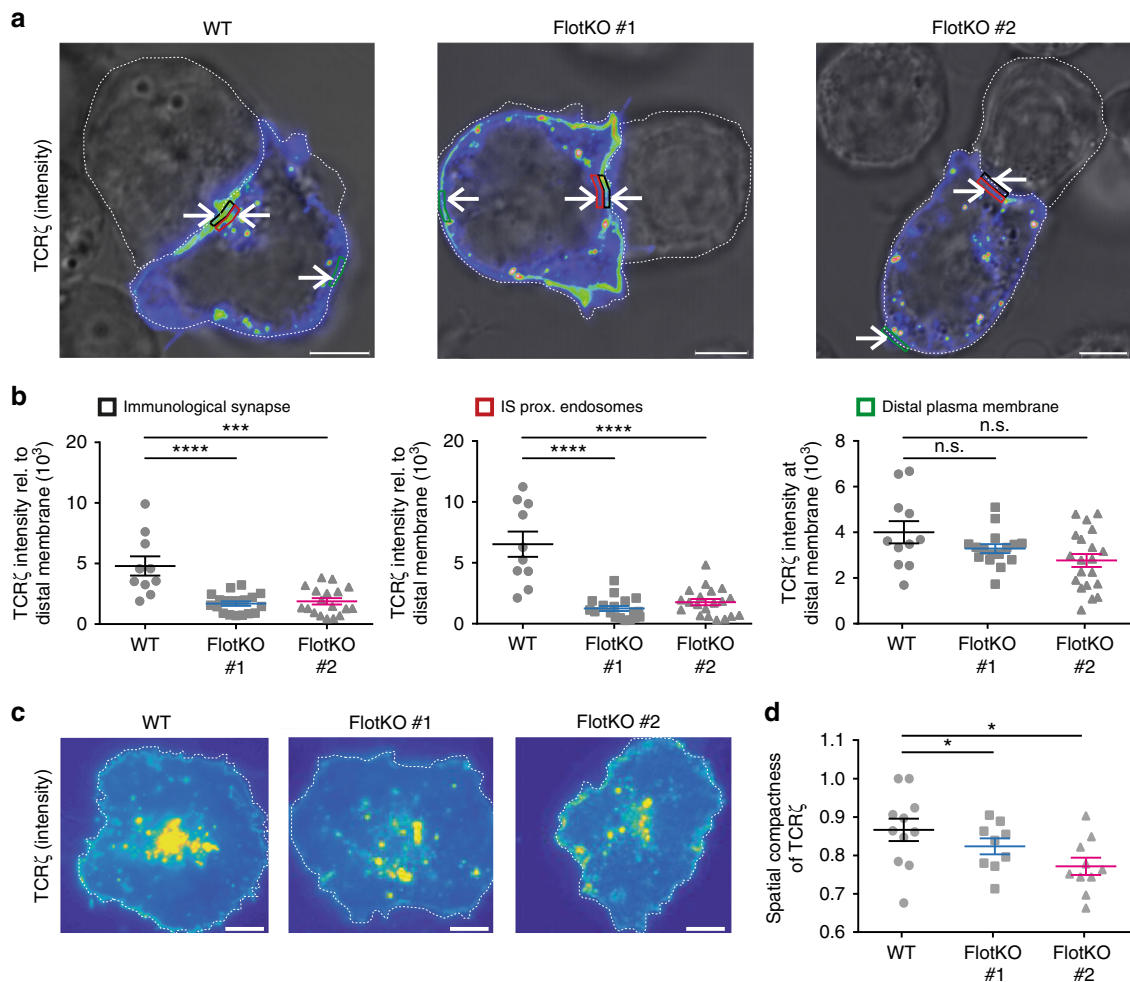 a
WT
FlotKO #1
FlotKO #2
TCRζ (intensity)
b
Immunological synapse
IS prox. endosomes
Distal plasma membrane
TCRζ intensity rel. to
distal membrane (10³)
20
10
5
0
***
****
WT
FlotKO
#1
FlotKO
#2
TCRζ intensity rel. to
distal membrane (10³)
20
10
5
0
****
****
WT
FlotKO
#1
FlotKO
#2
TCRζ intensity at
distal membrane (10³)
8
6
4
2
0
n.s.
n.s.
WT
FlotKO
#1
FlotKO
#2
c
WT
FlotKO #1
FlotKO #2
TCRζ (intensity)
d
Spatial compactness
of TCRζ
1.1
1.0
0.9
0.8
0.7
0.6
*
*
WT
FlotKO
#1
FlotKO
#2